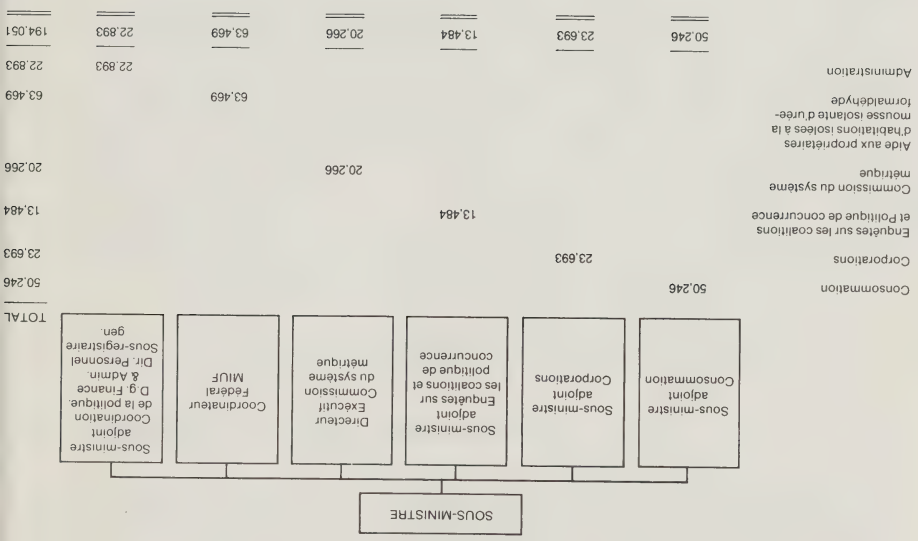 SOUS-MINISTRE
Sous-ministre
adjoint
Consommation
Sous-ministre
adjoint
Corporations
Sous-ministre
adjoint
Enquêtes sur
les coalitions et
politique de
concurrence
Directeur
Exécutif
Commission
du système
métrique
Coordinateur
Fédéral
MIUF
Sous-ministre
adjoint
Coordination
de la politique.
D.g. Finance
& Admin.
Dir. Personnel
Sous-registraire
gen.
TOTAL
Consommation 50,246 50,246
Corporations 23,693 23,693
Enquêtes sur les coalitions
et Politique de concurrence 13,484 13,484
Commission du système
métrique 20,266 20,266
Aide aux propriétaires
d'habitations isolées à la
mousse isolante d'urée-
formaldéhyde 63,469 63,469
Administration 22,893 22,893
50,246 23,693 13,484 20,266 63,469 22,893 194,051